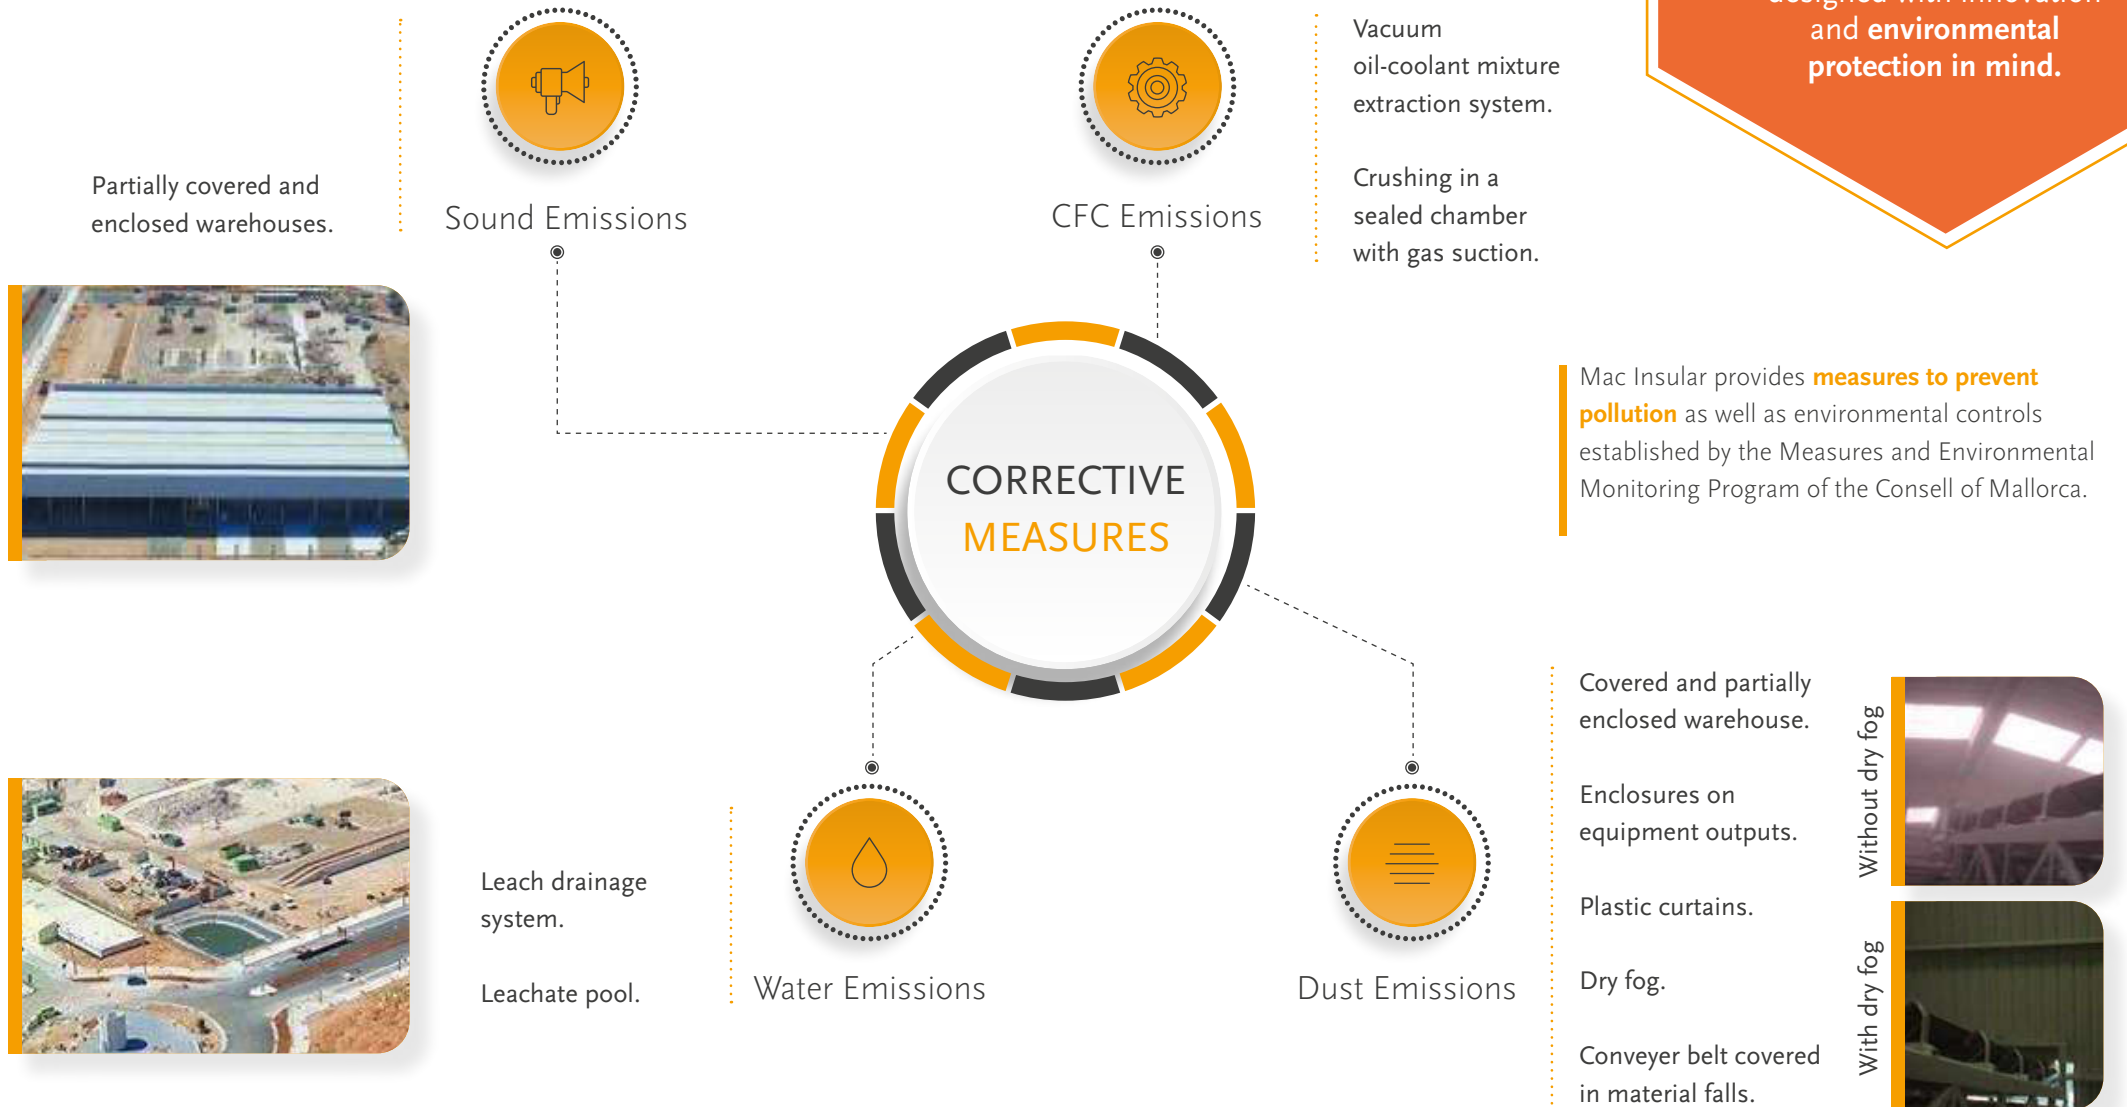 designed with innovation
and environmental
protection in mind.
Partially covered and
enclosed warehouses.
Sound Emissions
CFC Emissions
Vacuum
oil-coolant mixture
extraction system.
Crushing in a
sealed chamber
with gas suction.
CORRECTIVE
MEASURES
Mac Insular provides measures to prevent
pollution as well as environmental controls
established by the Measures and Environmental
Monitoring Program of the Consell of Mallorca.
Leach drainage
system.
Leachate pool.
Water Emissions
Dust Emissions
Covered and partially
enclosed warehouse.
Enclosures on
equipment outputs.
Plastic curtains.
Dry fog.
Conveyer belt covered
in material falls.
Without dry fog
With dry fog